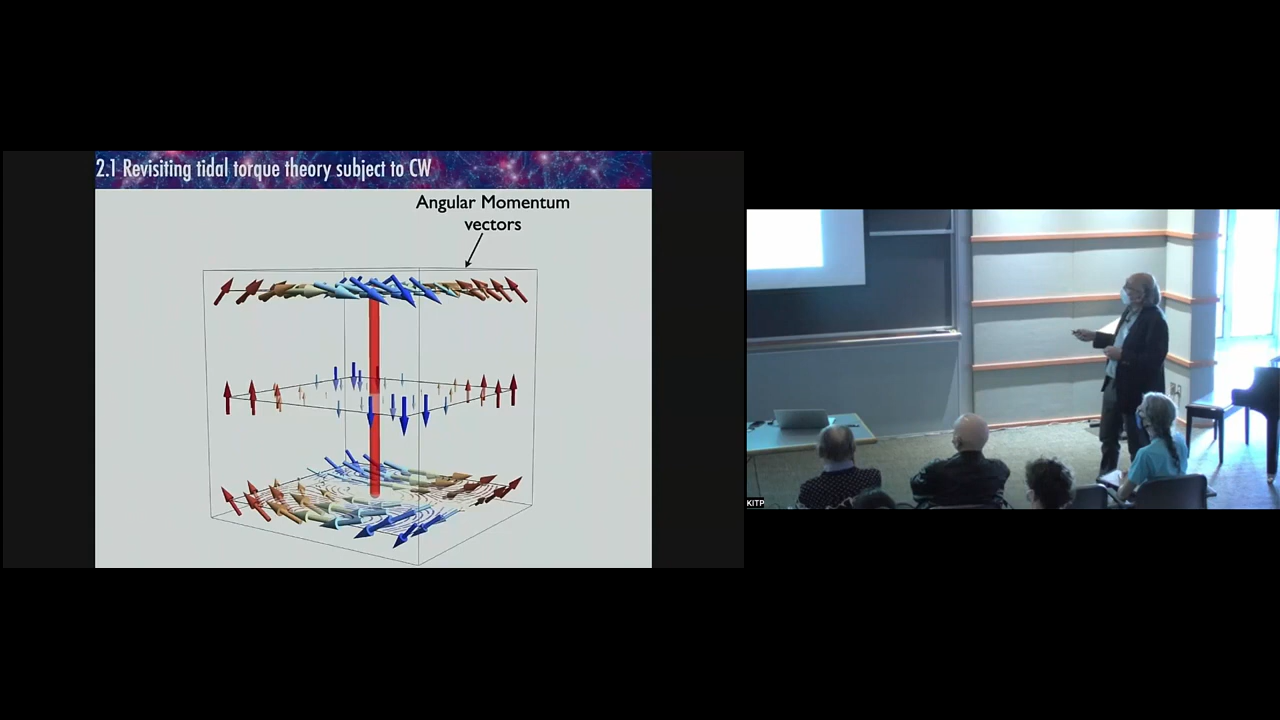 2.1 Revisiting tidal torque theory subject to CW
Angular Momentum
vectors
KITP